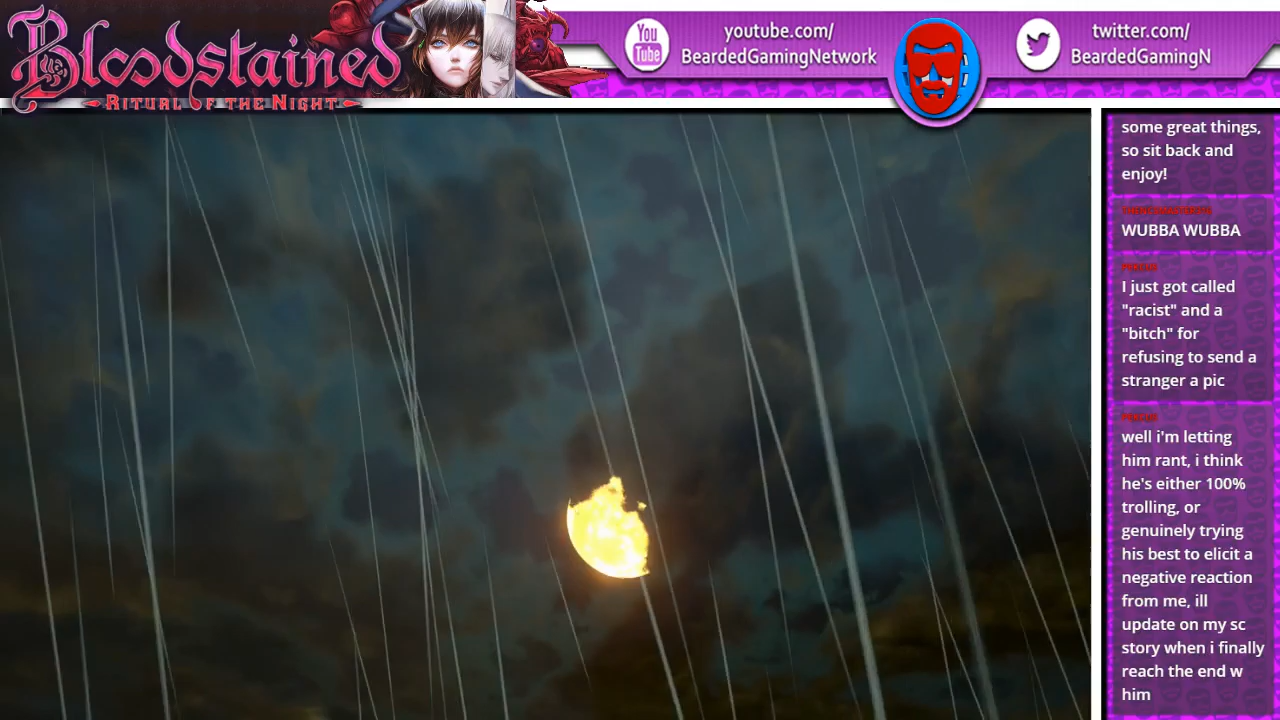 Bloodstained
RITUAL OF THE NIGHT
You
Tube
youtube.com/
BeardedGamingNetwork
twitter.com/
BeardedGamingN
some great things,
so sit back and
enjoy!
WUBBA WUBBA
I just got called
"racist" and a
"bitch" for
refusing to send a
stranger a pic
well i'm letting
him rant, i think
he's either 100%
trolling, or
genuinely trying
his best to elicit a
negative reaction
from me, ill
update on my sc
story when i finally
reach the end w
him